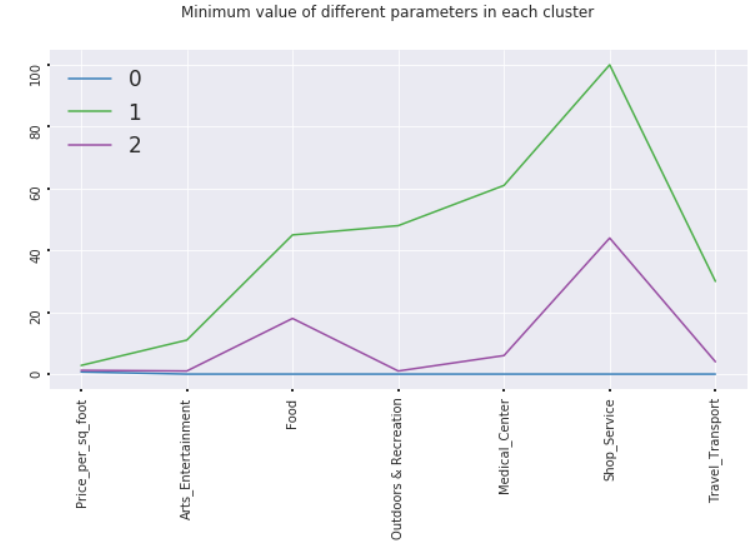 Minimum value of different parameters in each cluster
0
1
2
100
80
60
40
20
0
Price_per_sq_foot
Arts_Entertainment
Food
Outdoors & Recreation
Medical_Center
Shop_Service
Travel_Transport